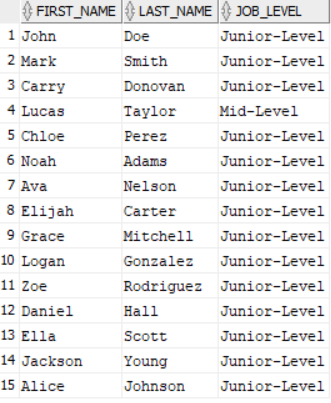 FIRST_NAME LAST_NAME JOB_LEVEL
1 John Doe Junior-Level
2 Mark Smith Junior-Level
3 Carry Donovan Junior-Level
4 Lucas Taylor Mid-Level
5 Chloe Perez Junior-Level
6 Noah Adams Junior-Level
7 Ava Nelson Junior-Level
8 Elijah Carter Junior-Level
9 Grace Mitchell Junior-Level
10 Logan Gonzalez Junior-Level
11 Zoe Rodriguez Junior-Level
12 Daniel Hall Junior-Level
13 Ella Scott Junior-Level
14 Jackson Young Junior-Level
15 Alice Johnson Junior-Level